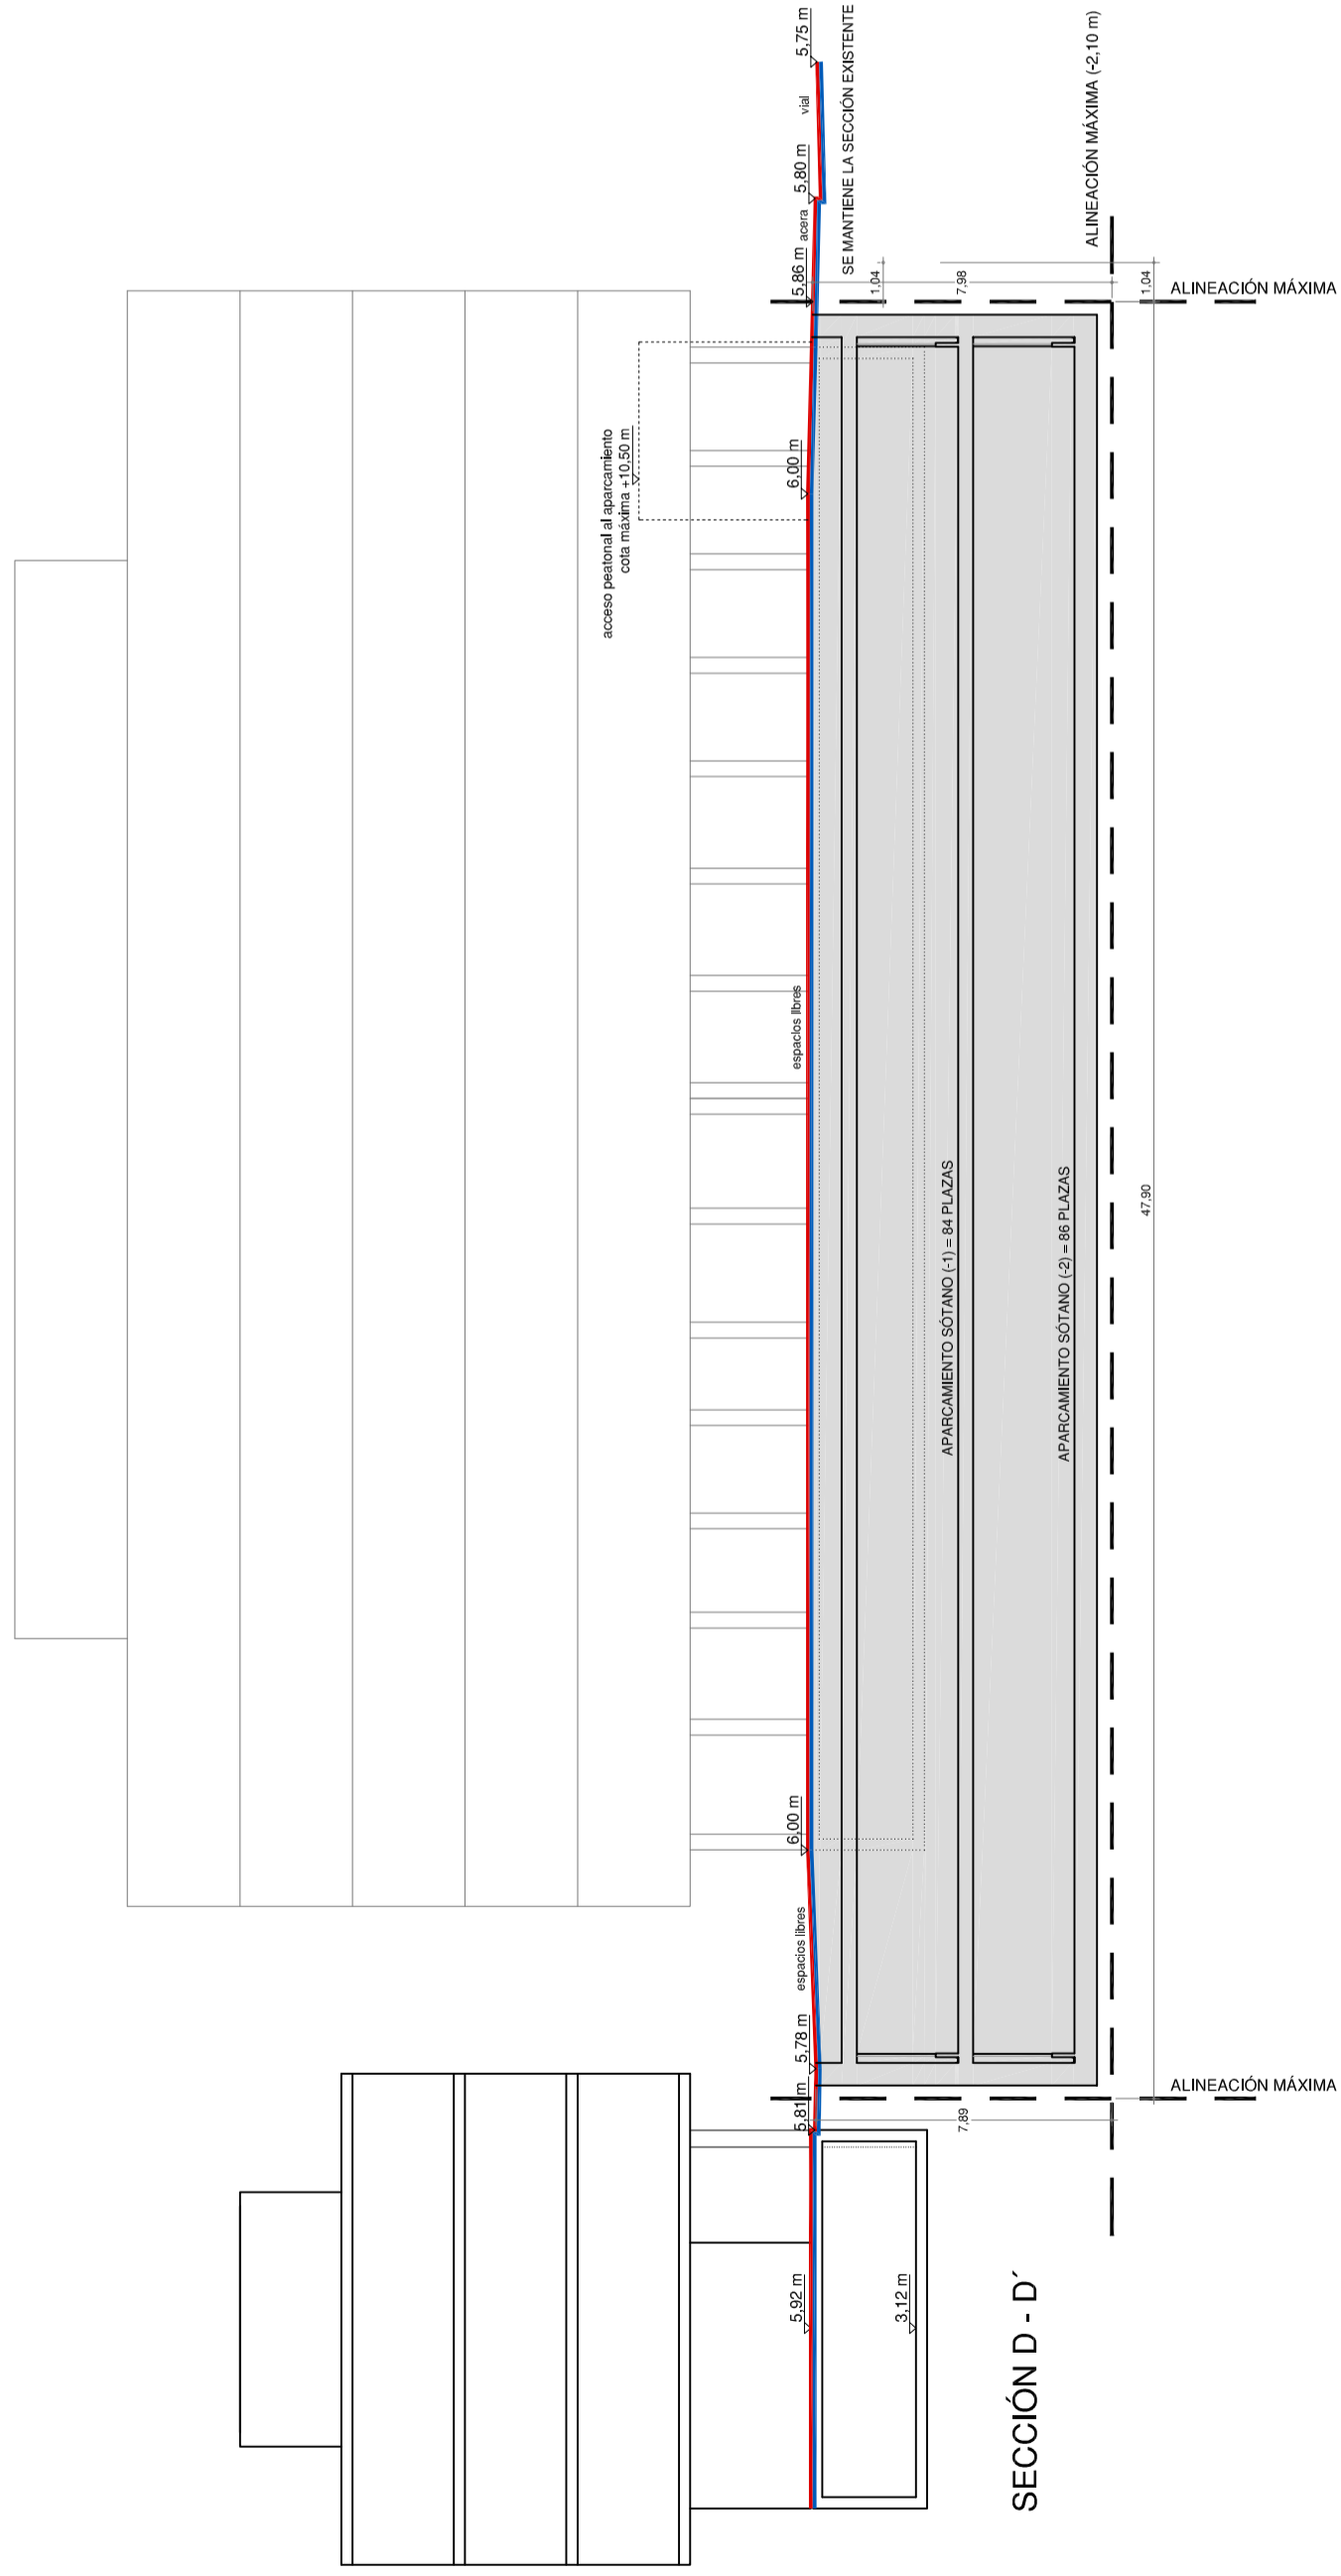 acceso peatonal al aparcamiento
cota máxima +10,50 m
5,92 m
5,81 m
5,78 m
espacios libres
6,00 m
espacios libres
6,00 m
5,86 m
acera
5,80 m
vial
5,75 m
SE MANTIENE LA SECCIÓN EXISTENTE
3,12 m
7,89
1,04
7,98
APARCAMIENTO SÓTANO (-1) = 84 PLAZAS
APARCAMIENTO SÓTANO (-2) = 86 PLAZAS
ALINEACIÓN MÁXIMA (-2,10 m)
47,90
1,04
ALINEACIÓN MÁXIMA
ALINEACIÓN MÁXIMA
SECCIÓN D - D´